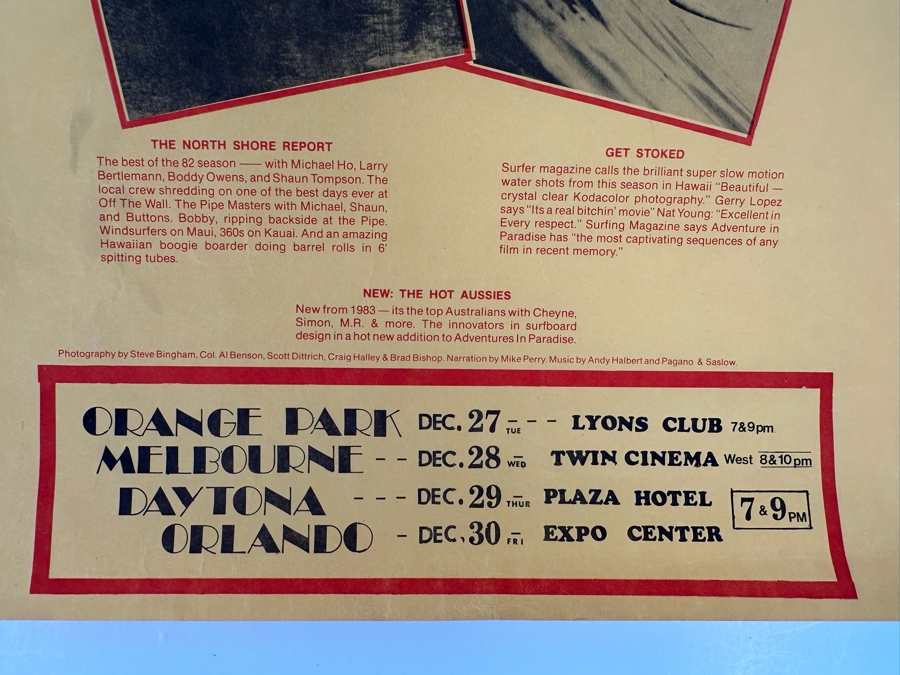 THE NORTH SHORE REPORT
The best of the 82 season — with Michael Ho, Larry
Bertlemann, Boddy Owens, and Shaun Tompson. The
local crew shredding on one of the best days ever at
Off The Wall. The Pipe Masters with Michael, Shaun,
and Buttons. Bobby, ripping backside at the Pipe.
Windsurfers on Maui, 360s on Kauai. And an amazing
Hawaiian boogie boarder doing barrel rolls in 6'
spitting tubes.
GET STOKED
Surfer magazine calls the brilliant super slow motion
water shots from this season in Hawaii "Beautiful —
crystal clear Kodacolor photography." Gerry Lopez
says "Its a real bitchin' movie" Nat Young: "Excellent in
Every respect." Surfing Magazine says Adventure in
Paradise has "the most captivating sequences of any
film in recent memory."
NEW: THE HOT AUSSIES
New from 1983 — its the top Australians with Cheyne,
Simon, M.R. & more. The innovators in surfboard
design in a hot new addition to Adventures In Paradise.
Photography by Steve Bingham, Col. Al Benson, Scott Dittrich, Craig Halley & Brad Bishop. Narration by Mike Perry. Music by Andy Halbert and Pagano & Saslow.
ORANGE PARK DEC. 27 TUE - - - LYONS CLUB 7&9pm
MELBOURNE - - DEC. 28 WED TWIN CINEMA West 8&10pm
DAYTONA - - - DEC. 29 THUR PLAZA HOTEL 7 & 9 PM
ORLANDO - DEC. 30 FRI EXPO CENTER